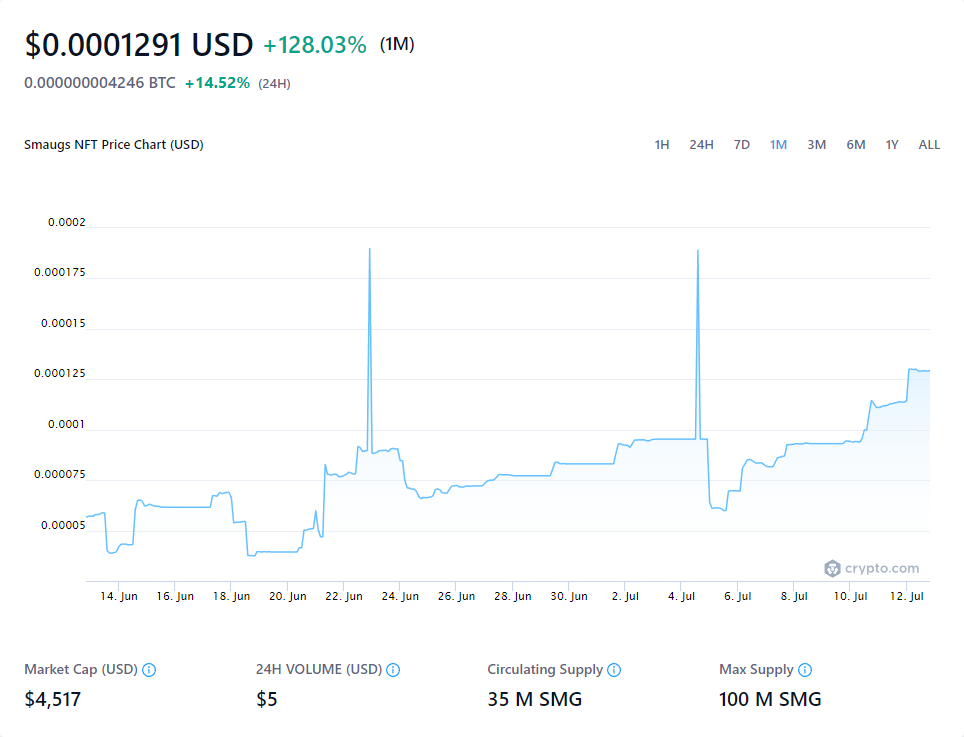 $0.0001291 USD +128.03% (1M)
0.000000004246 BTC +14.52% (24H)
Smaugs NFT Price Chart (USD)
1H 24H 7D 1M 3M 6M 1Y ALL
0.0002
0.000175
0.00015
0.000125
0.0001
0.000075
0.00005
crypto.com
14. Jun 16. Jun 18. Jun 20. Jun 22. Jun 24. Jun 26. Jun 28. Jun 30. Jun 2. Jul 4. Jul 6. Jul 8. Jul 10. Jul 12. Jul
Market Cap (USD) 24H VOLUME (USD) Circulating Supply Max Supply
$4,517 $5 35 M SMG 100 M SMG